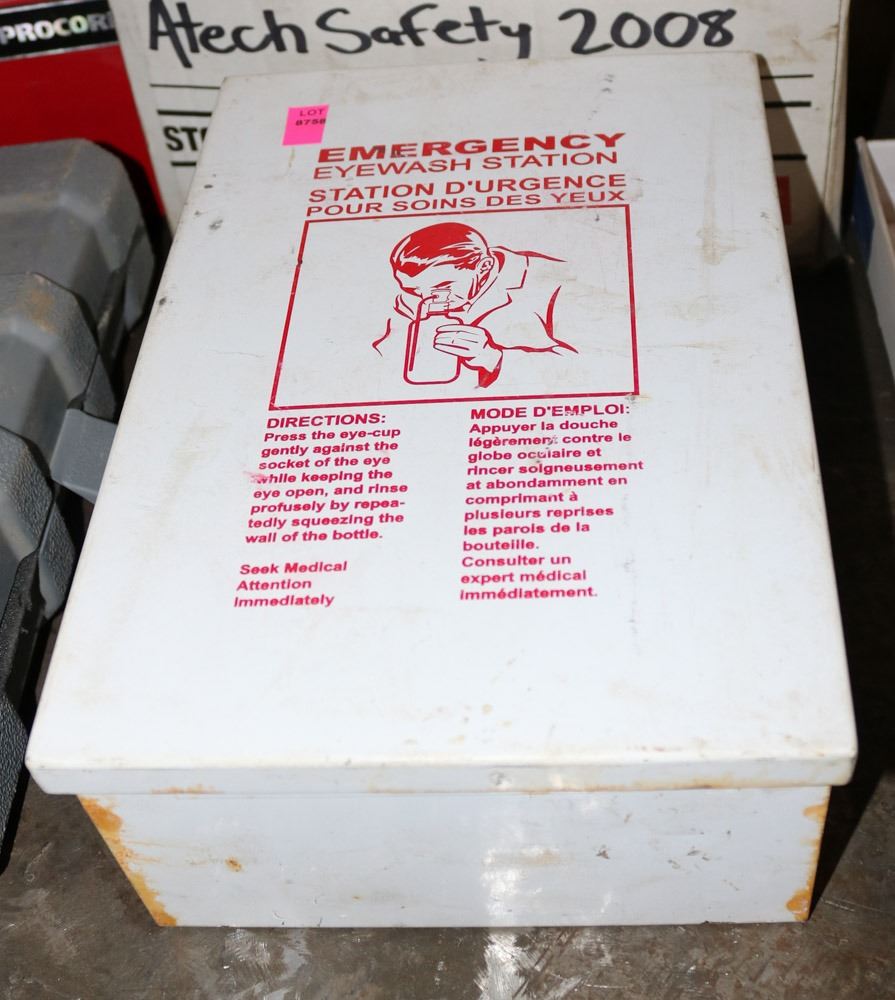 PROCOR
Atech Safety 2008
STO
LOT
8758
EMERGENCY
EYEWASH STATION
STATION D'URGENCE
POUR SOINS DES YEUX
DIRECTIONS:
Press the eye-cup
gently against the
socket of the eye
while keeping the
eye open, and rinse
profusely by repea-
tedly squeezing the
wall of the bottle.
Seek Medical
Attention
Immediately
MODE D'EMPLOI:
Appuyer la douche
légèrement contre le
globe oculaire et
rincer soigneusement
at abondamment en
comprimant à
plusieurs reprises
les parois de la
bouteille.
Consulter un
expert médical
immédiatement.